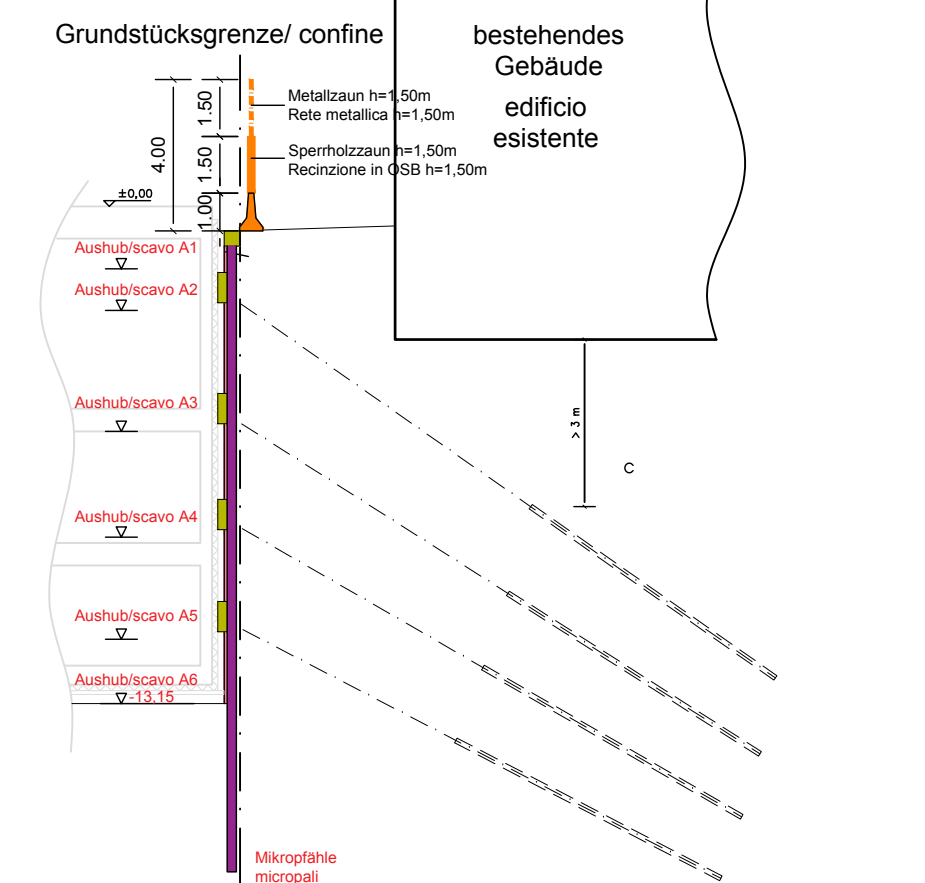 Grundstücksgrenze/ confine
bestehendes
Gebäude
edificio
esistente
Metallzaun h=1,50m
Rete metallica h=1,50m
Sperrholzzaun h=1,50m
Recinzione in OSB h=1,50m
4.00
1.50
1.50
1.00
±0,00
Aushub/scavo A1
Aushub/scavo A2
Aushub/scavo A3
Aushub/scavo A4
Aushub/scavo A5
Aushub/scavo A6
-13,15
> 3 m
C
Mikropfähle
micropali